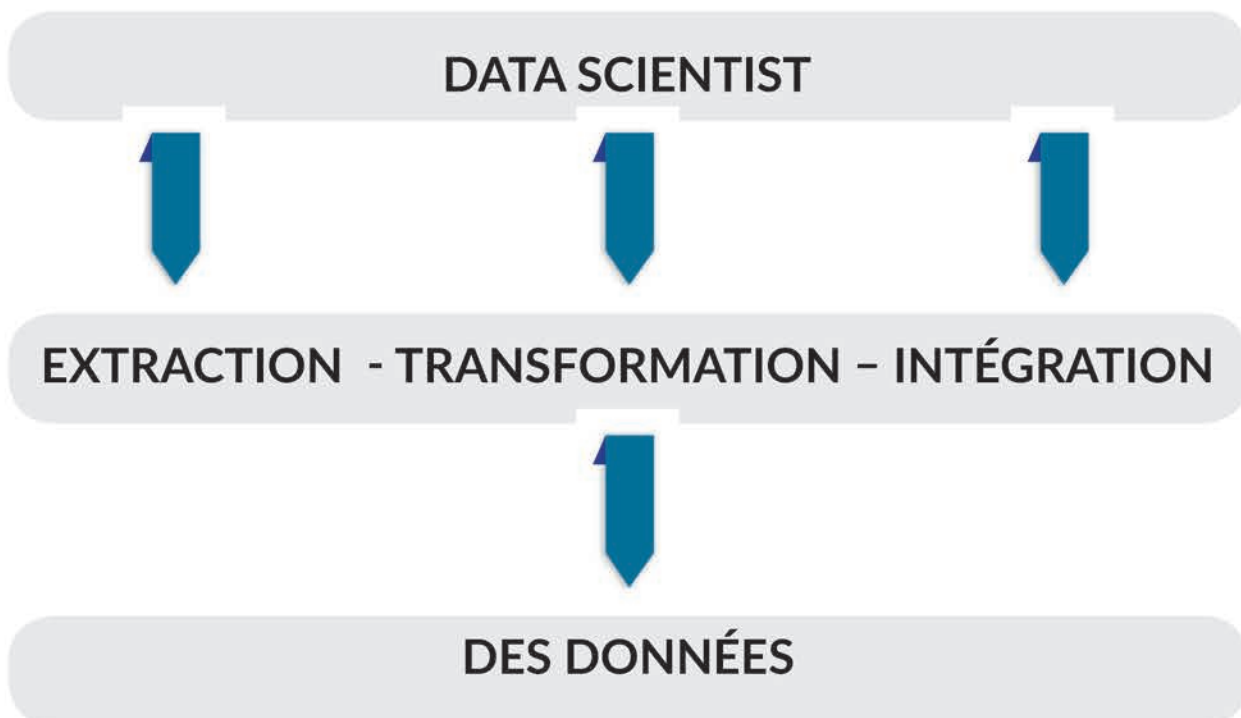 DATA SCIENTIST
EXTRACTION - TRANSFORMATION – INTÉGRATION
DES DONNÉES